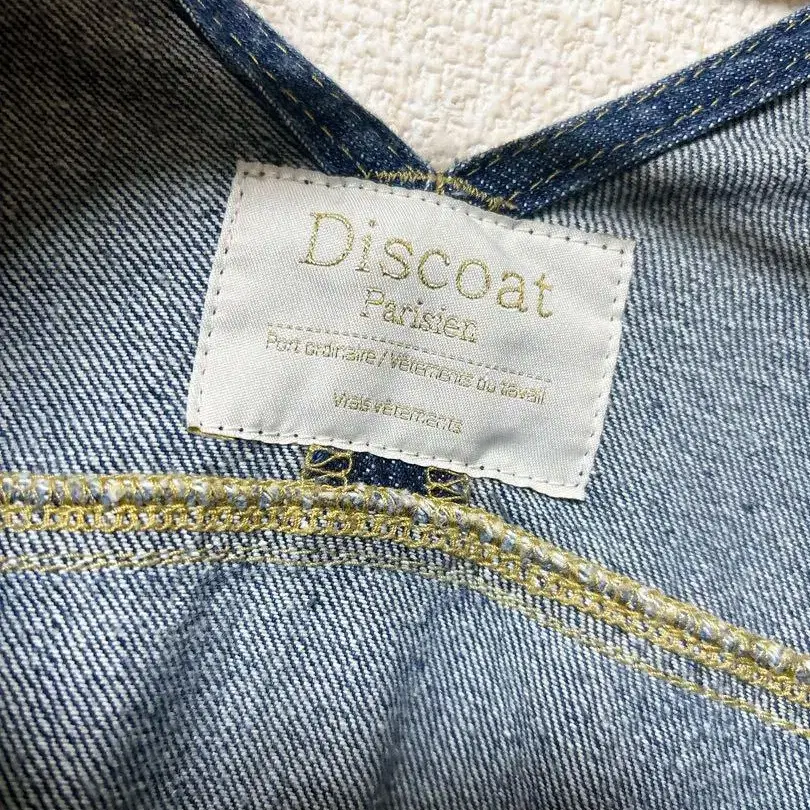 Discoat
Parisien
Port ordinaire / Vêtements du travail
Vrais vêtements